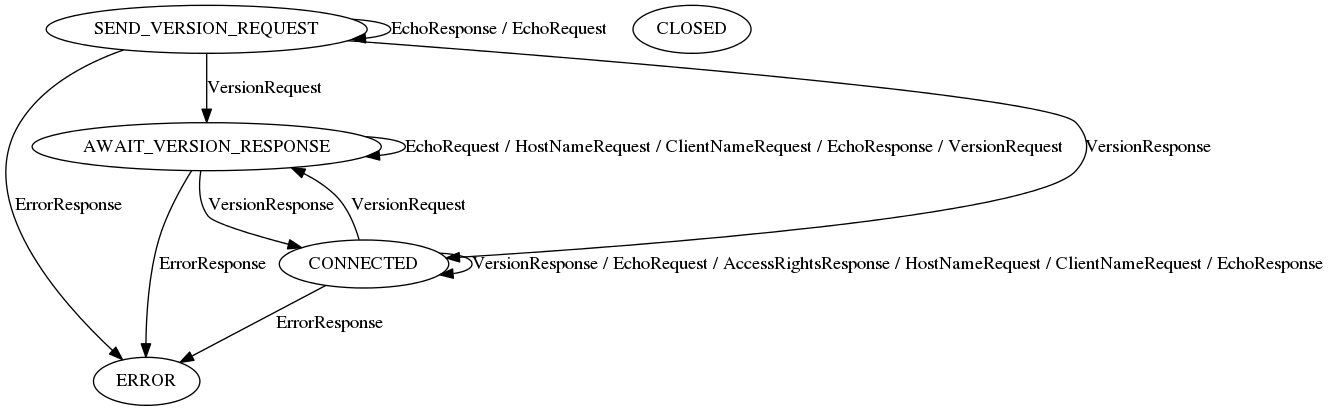 SEND_VERSION_REQUEST
EchoResponse / EchoRequest
CLOSED
VersionRequest
AWAIT_VERSION_RESPONSE
EchoRequest / HostNameRequest / ClientNameRequest / EchoResponse / VersionRequest
VersionResponse
ErrorResponse
VersionResponse
VersionRequest
ErrorResponse
CONNECTED
VersionResponse / EchoRequest / AccessRightsResponse / HostNameRequest / ClientNameRequest / EchoResponse
ErrorResponse
ERROR